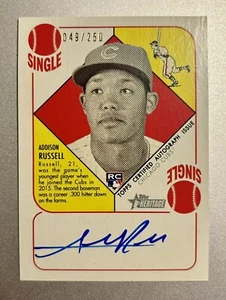 049/250
SINGLE
C
ADDISON
RUSSELL
Russell, 21,
was the game's
youngest player when
he joined the Cubs in
2015. The second baseman
was a career .300 hitter down
on the farms.
RC
TOPPS CERTIFIED AUTOGRAPH ISSUE
CHICAGO CUBS
SINGLE
Topps
HERITAGE